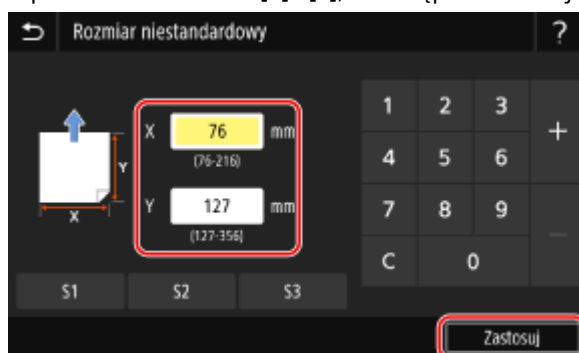 Rozmiar niestandardowy ?
X 76 mm
(76-216)
Y 127 mm
(127-356)
Y
X
1 2 3 +
4 5 6
7 8 9 -
C 0
S1 S2 S3
Zastosuj